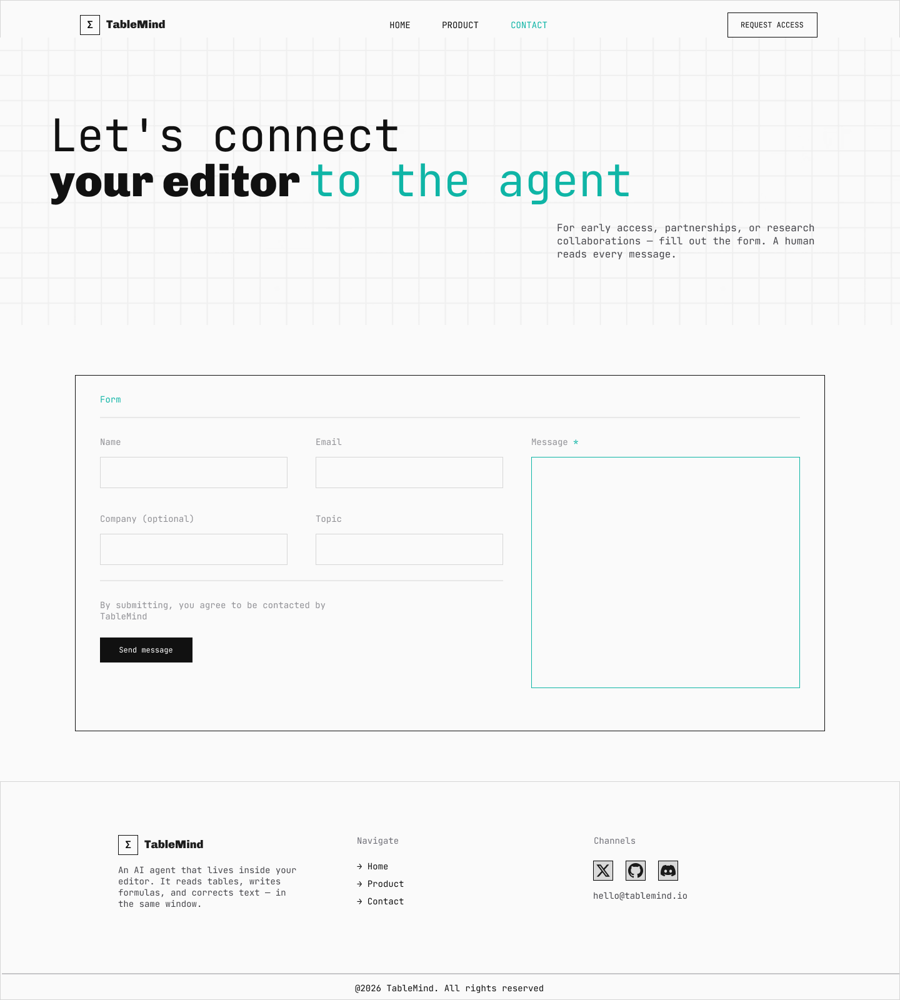 Σ TableMind
HOME PRODUCT CONTACT
REQUEST ACCESS
Let's connect
your editor to the agent
For early access, partnerships, or research
collaborations — fill out the form. A human
reads every message.
Form
Name
Email
Message *
Company (optional)
Topic
By submitting, you agree to be contacted by
TableMind
Send message
Σ TableMind
An AI agent that lives inside your
editor. It reads tables, writes
formulas, and corrects text — in
the same window.
Navigate
→ Home
→ Product
→ Contact
Channels
hello@tablemind.io
@2026 TableMind. All rights reserved